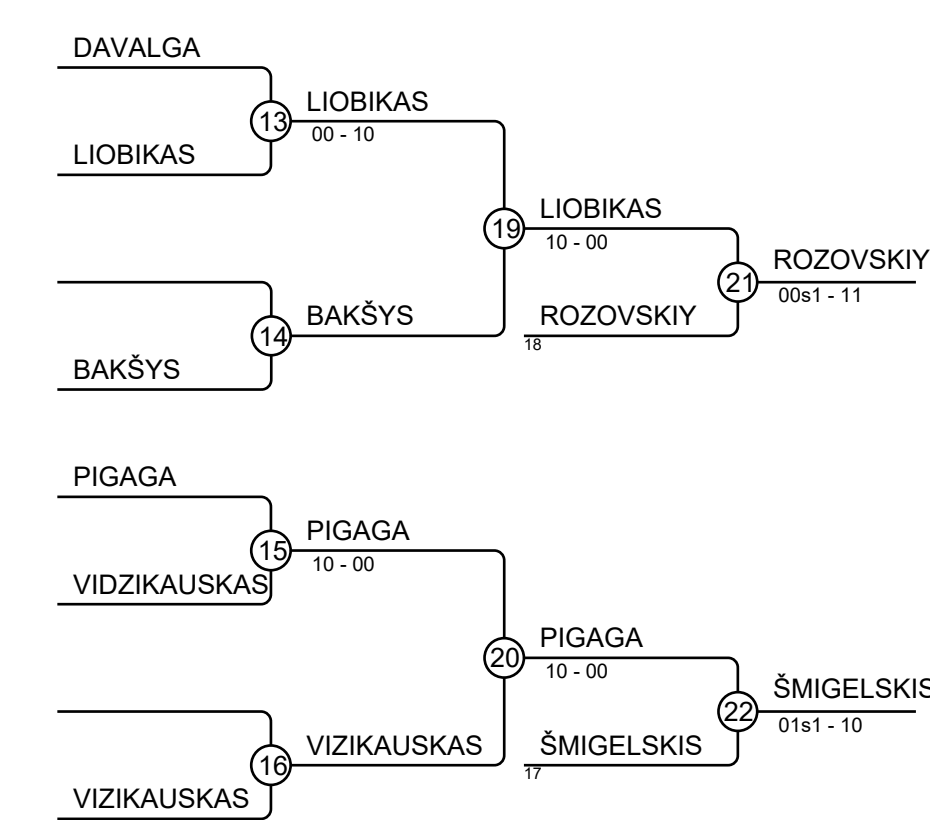 DAVALGA
LIOBIKAS
13
LIOBIKAS
00 - 10
BAKŠYS
14
BAKŠYS
19
LIOBIKAS
10 - 00
ROZOVSKIY
18
21
ROZOVSKIY
00s1 - 11
PIGAGA
VIDZIKAUSKAS
15
PIGAGA
10 - 00
VIZIKAUSKAS
16
VIZIKAUSKAS
20
PIGAGA
10 - 00
ŠMIGELSKIS
17
22
ŠMIGELSKIS
01s1 - 10